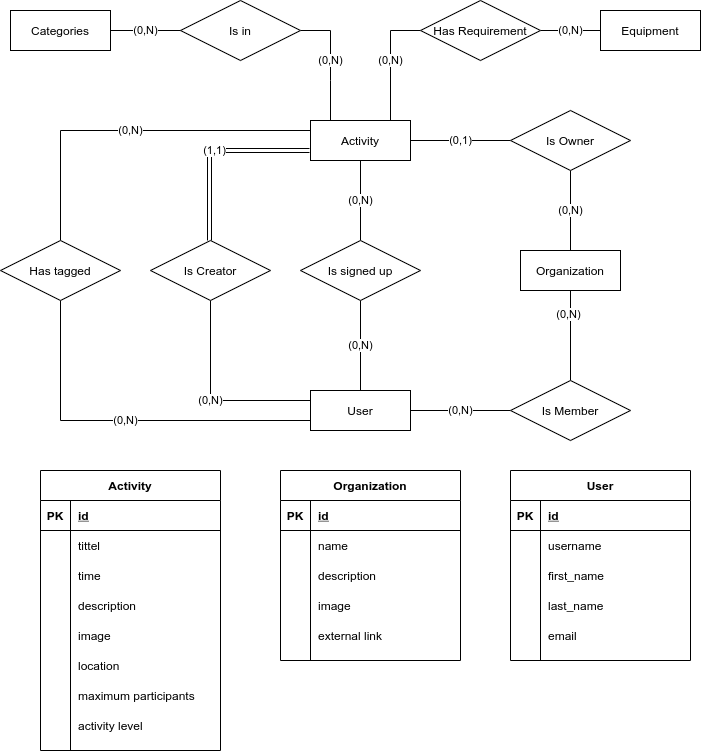 Categories
(0,N)
Is in
Has Requirement
(0,N)
Equipment
(0,N)
(0,N)
(0,N)
(1,1)
Activity
(0,1)
Is Owner
(0,N)
(0,N)
Has tagged
Is Creator
Is signed up
Organization
(0,N)
(0,N)
(0,N)
(0,N)
User
(0,N)
Is Member
Activity
PK id
tittel
time
description
image
location
maximum participants
activity level
Organization
PK id
name
description
image
external link
User
PK id
username
first_name
last_name
email